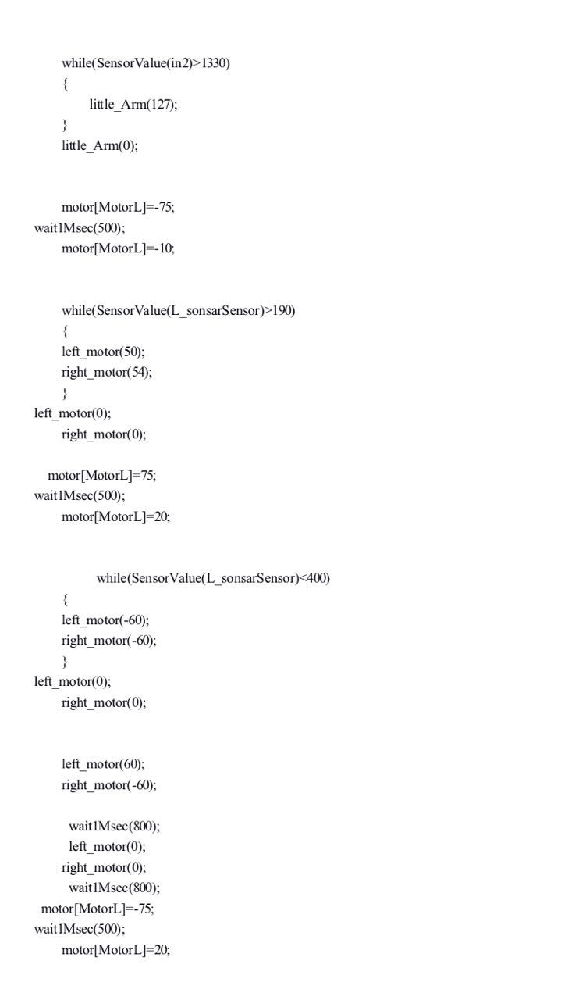 while(SensorValue(in2)>1330)
{
little_Arm(127);
}
little_Arm(0);
motor[MotorL]=-75;
wait1Msec(500);
motor[MotorL]=-10;
while(SensorValue(L_sonsarSensor)>190)
{
left_motor(50);
right_motor(54);
}
left_motor(0);
right_motor(0);
motor[MotorL]=75;
wait1Msec(500);
motor[MotorL]=20;
while(SensorValue(L_sonsarSensor)<400)
{
left_motor(-60);
right_motor(-60);
}
left_motor(0);
right_motor(0);
left_motor(60);
right_motor(-60);
wait1Msec(800);
left_motor(0);
right_motor(0);
wait1Msec(800);
motor[MotorL]=-75;
wait1Msec(500);
motor[MotorL]=20;